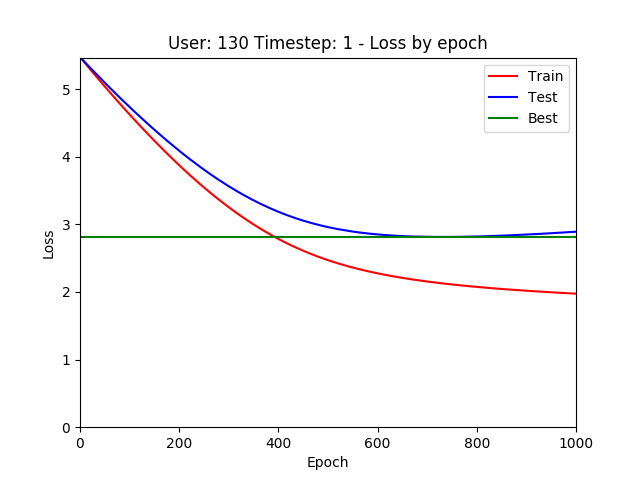 User: 130 Timestep: 1 - Loss by epoch
Train
Test
Best
5
4
3
2
1
0
Loss
0 200 400 600 800 1000
Epoch